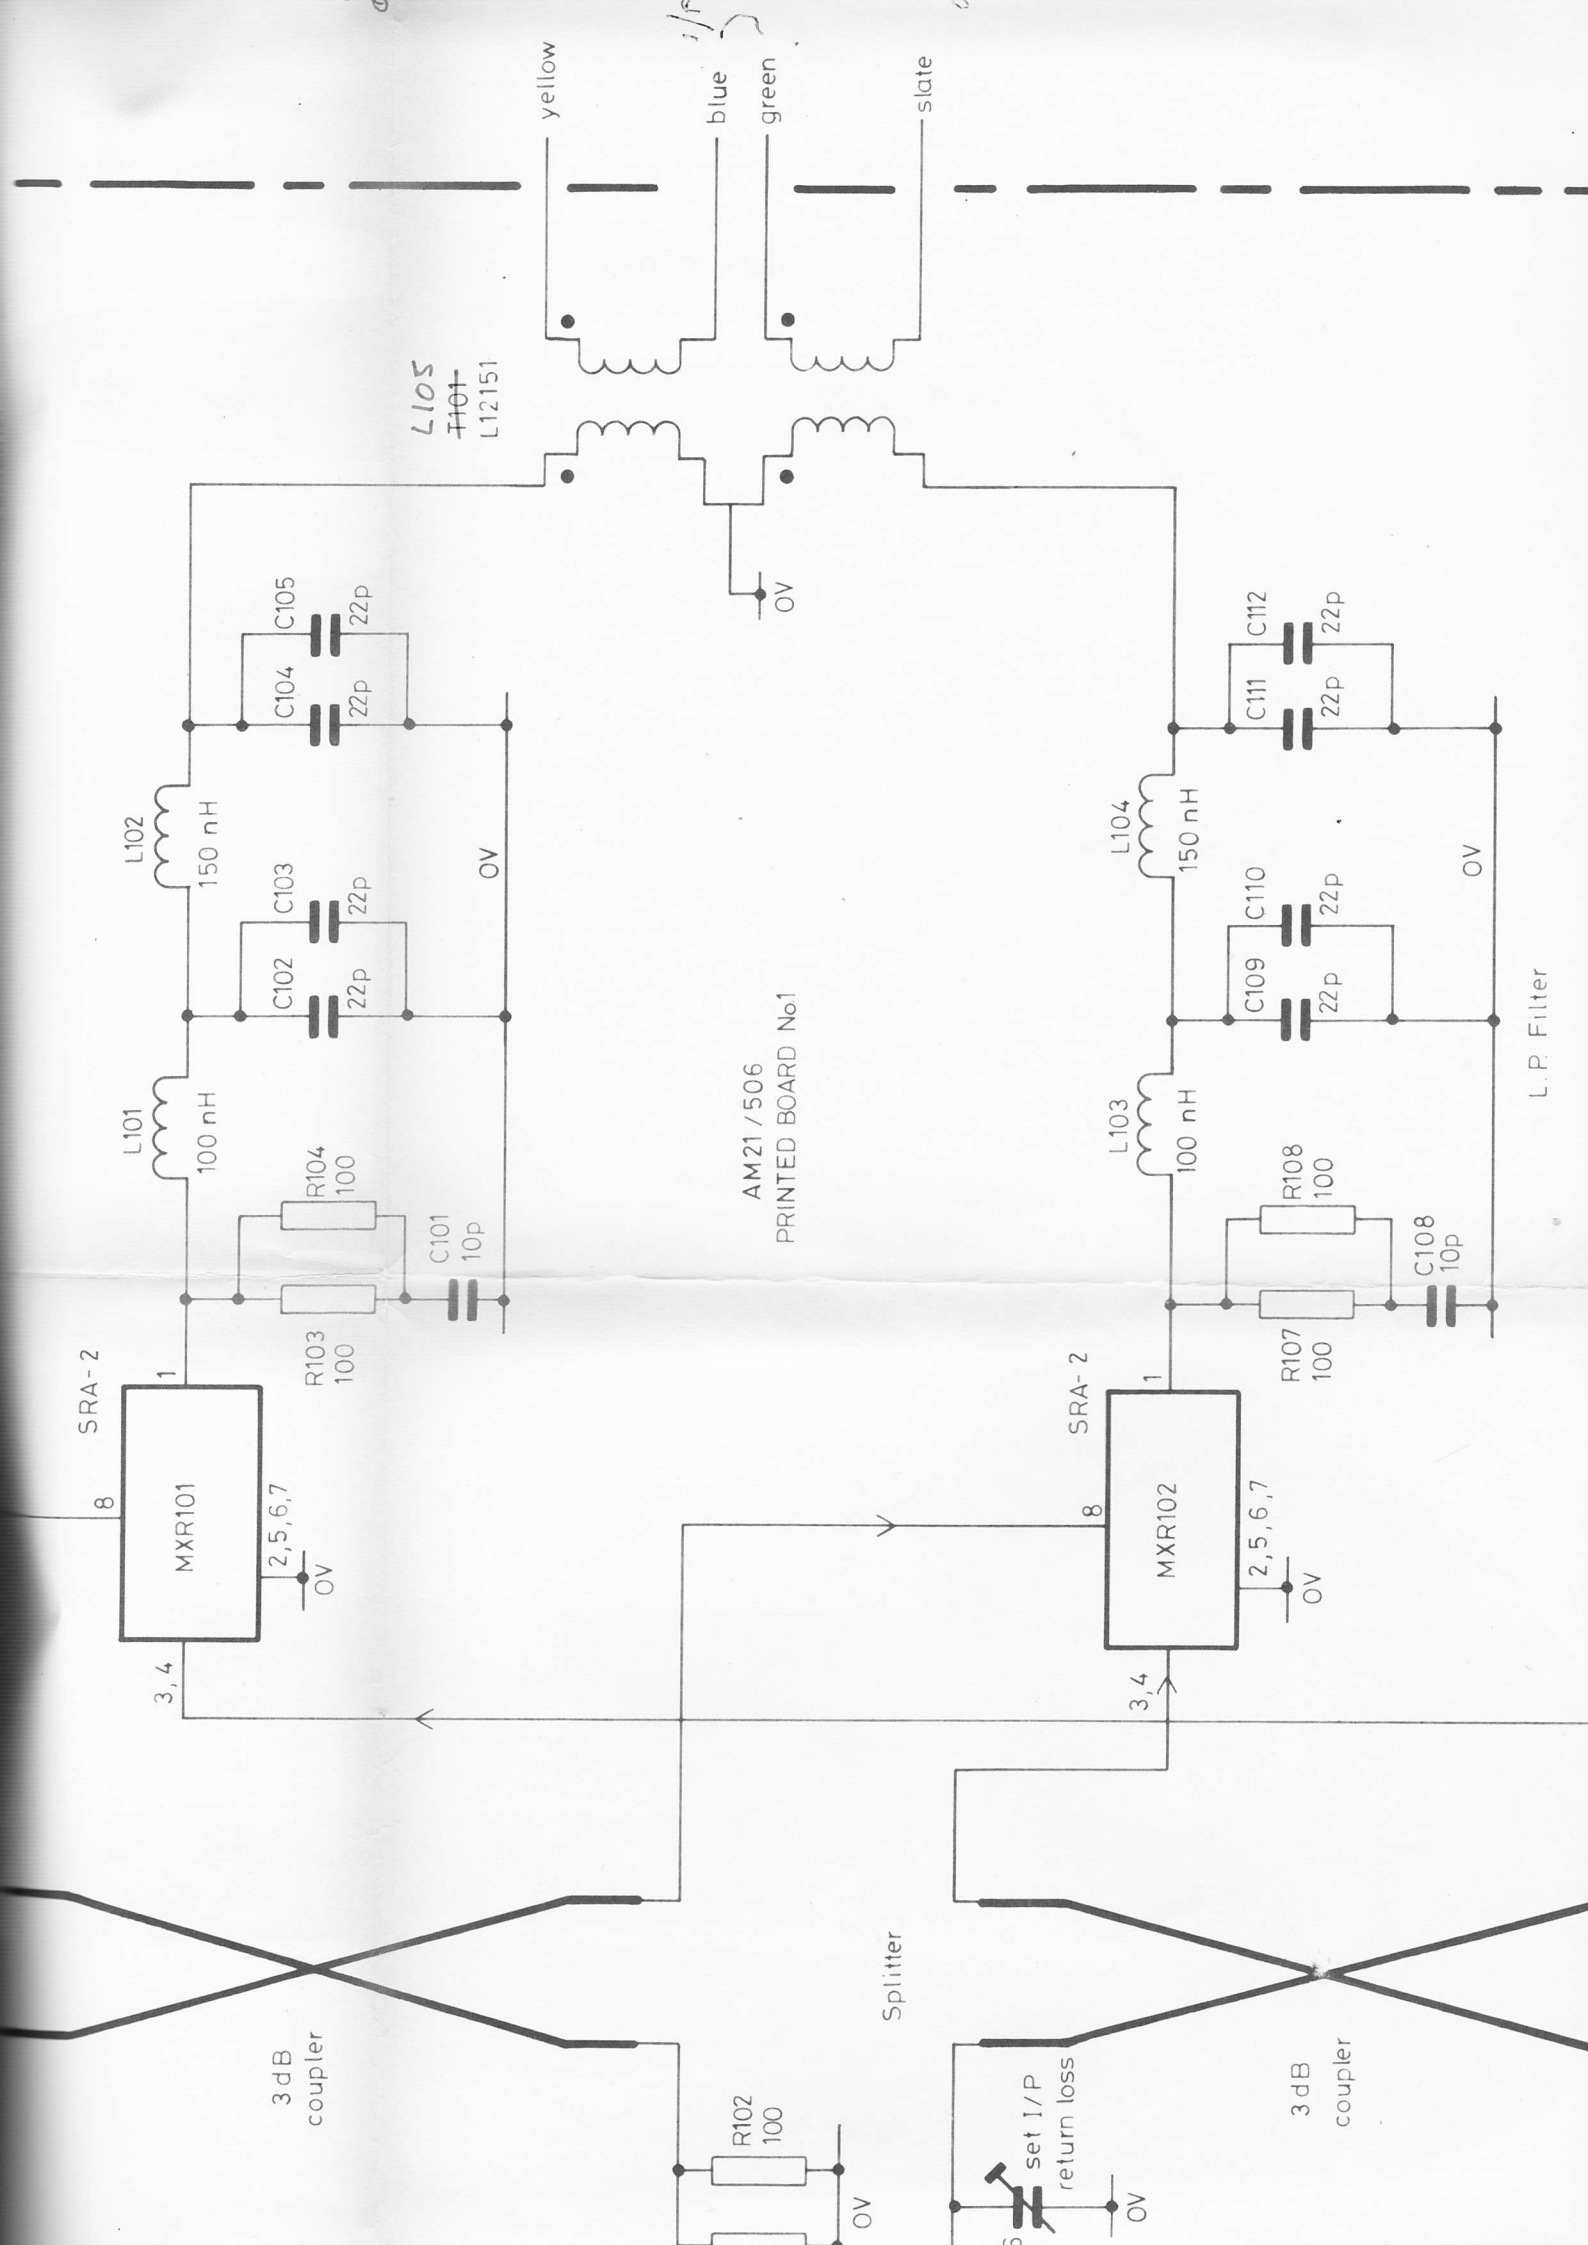 yellow
blue
green
slate
L105
T101
L12151
C105
22p
C104
22p
L102
150 nH
C103
22p
C102
22p
0V
L101
100 nH
R104
100
R103
100
C101
10p
SRA-2
1
8
MXR101
2,5,6,7
0V
3,4
0V
AM21/506
PRINTED BOARD No.1
C112
22p
C111
22p
L104
150 nH
C110
22p
C109
22p
0V
L103
100 nH
L.P. Filter
R108
100
R107
100
C108
10p
SRA-2
1
8
MXR102
2,5,6,7
0V
3,4
3dB
coupler
Splitter
3dB
coupler
R102
100
0V
set I/P
return loss
0V